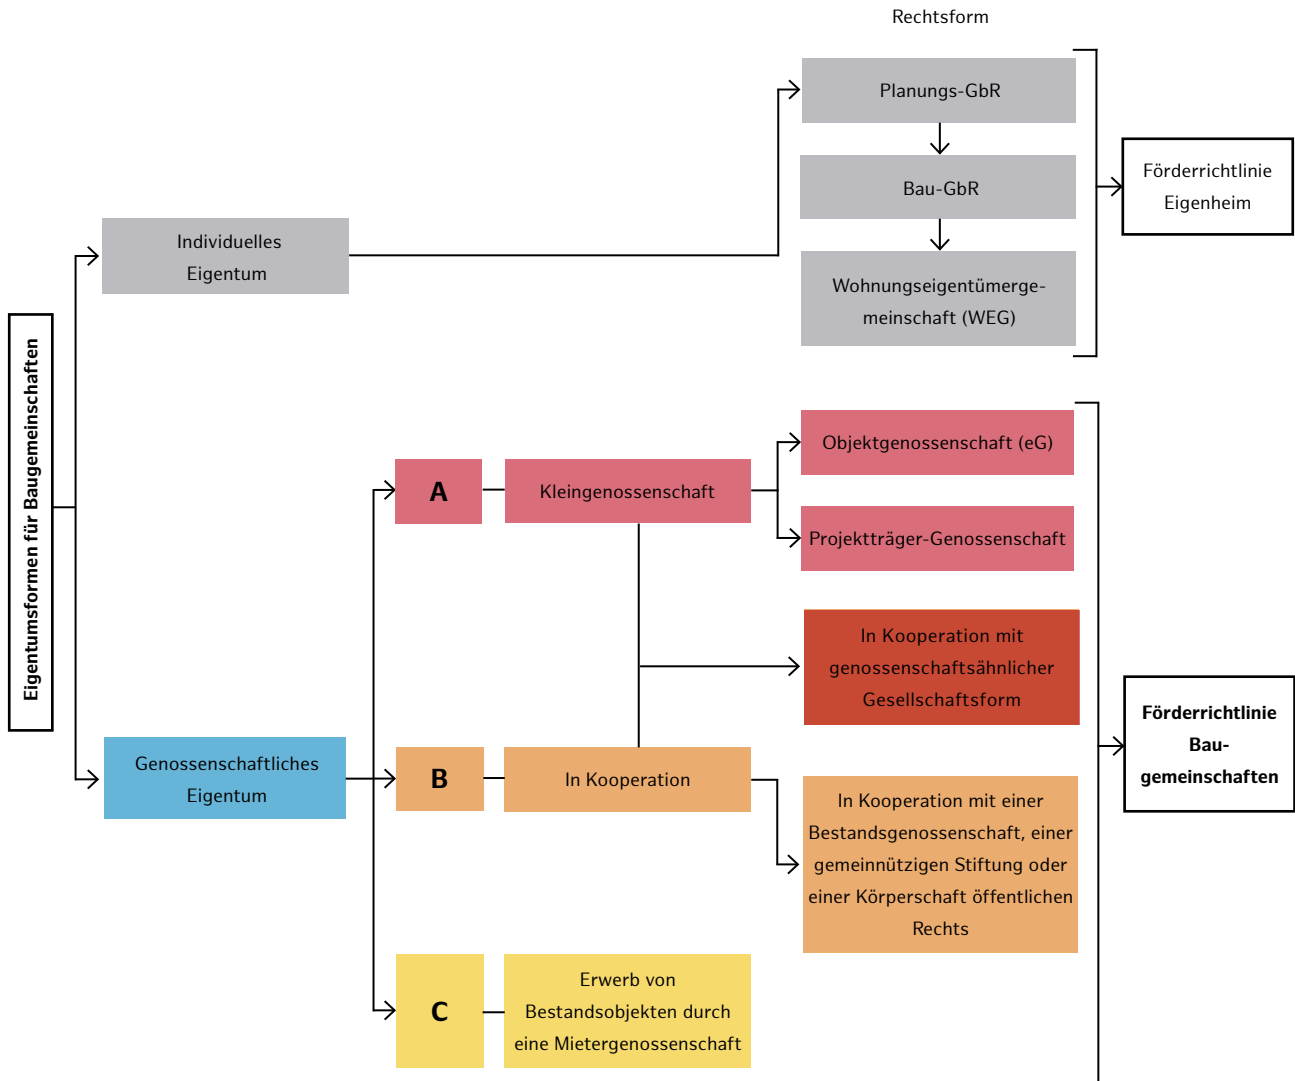 Rechtsform
Planungs-GbR
Bau-GbR
Wohnungseigentümerge-
meinschaft (WEG)
Förderrichtlinie
Eigenheim
Individuelles
Eigentum
Eigentumsformen für Baugemeinschaften
A
Kleingenossenschaft
Objektgenossenschaft (eG)
Projektträger-Genossenschaft
In Kooperation mit
genossenschaftsähnlicher
Gesellschaftsform
Genossenschaftliches
Eigentum
B
In Kooperation
In Kooperation mit einer
Bestandsgenossenschaft, einer
gemeinnützigen Stiftung oder
einer Körperschaft öffentlichen
Rechts
Förderrichtlinie
Bau-
gemeinschaften
C
Erwerb von
Bestandsobjekten durch
eine Mietergenossenschaft